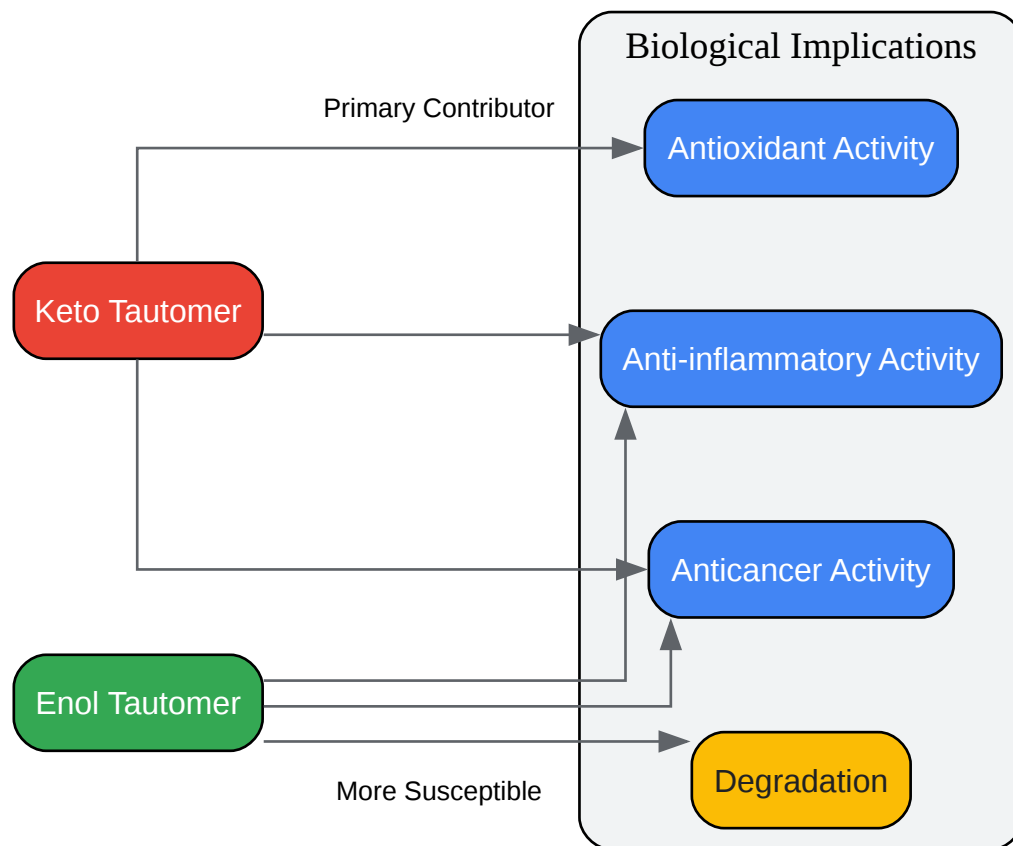 Biological Implications
Primary Contributor
Antioxidant Activity
Keto Tautomer
Anti-inflammatory Activity
Anticancer Activity
Enol Tautomer
Degradation
More Susceptible